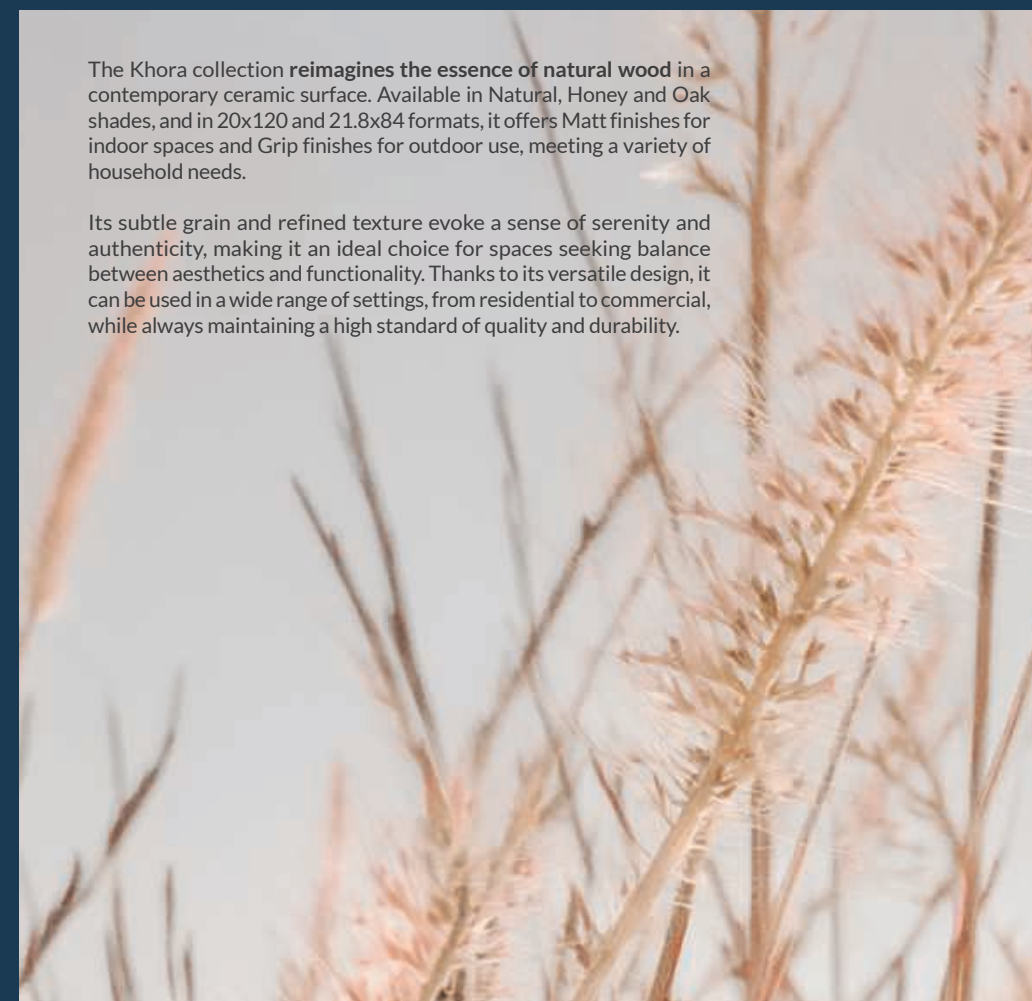 The Khora collection reimagines the essence of natural wood in a
contemporary ceramic surface. Available in Natural, Honey and Oak
shades, and in 20x120 and 21.8x84 formats, it offers Matt finishes for
indoor spaces and Grip finishes for outdoor use, meeting a variety of
household needs.
Its subtle grain and refined texture evoke a sense of serenity and
authenticity, making it an ideal choice for spaces seeking balance
between aesthetics and functionality. Thanks to its versatile design, it
can be used in a wide range of settings, from residential to commercial,
while always maintaining a high standard of quality and durability.